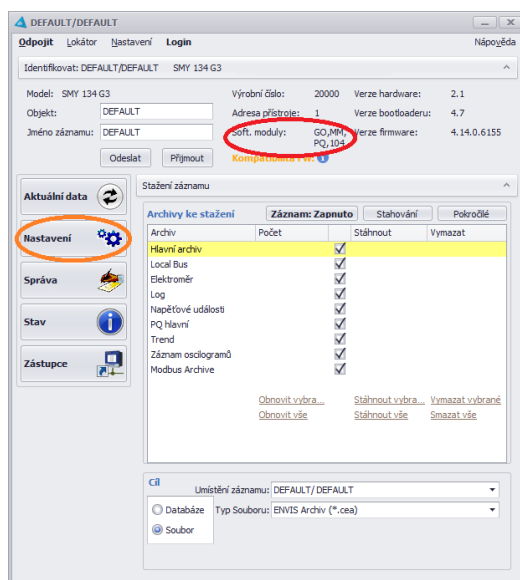 DEFAULT/DEFAULT
Odpojit Lokátor Nastavení Login Nápověda
Identifikovat: DEFAULT/DEFAULT SMY 134 G3
Model: SMY 134 G3 Výrobní číslo: 20000 Verze hardware: 2.1
Objekt: DEFAULT Adresa přístroje: 1 Verze bootloaderu: 4.7
Jméno záznamu: DEFAULT Soft. moduly: GO,MM, Verze firmware: 4.14.0.6155
PQ,104
Odeslat Přijmout
Stažení záznamu
Aktuální data
Nastavení
Správa
Stav
Zástupce
Archivy ke stažení Záznam: Zapnuto Stahování Pokročilé
Archiv Počet Stáhnout Vymazat
Hlavní archiv
Local Bus
Elektroměr
Log
Napěťové události
PQ hlavní
Trend
Záznam oscilogramů
Modbus Archive
Obnovit vybra... Stáhnout vybra... Vymazat vybrané
Obnovit vše Stáhnout vše Smazat vše
Cíl
Umístění záznamu: DEFAULT/DEFAULT
Databáze Typ Souboru: ENVIS Archiv (*.cea)
Soubor